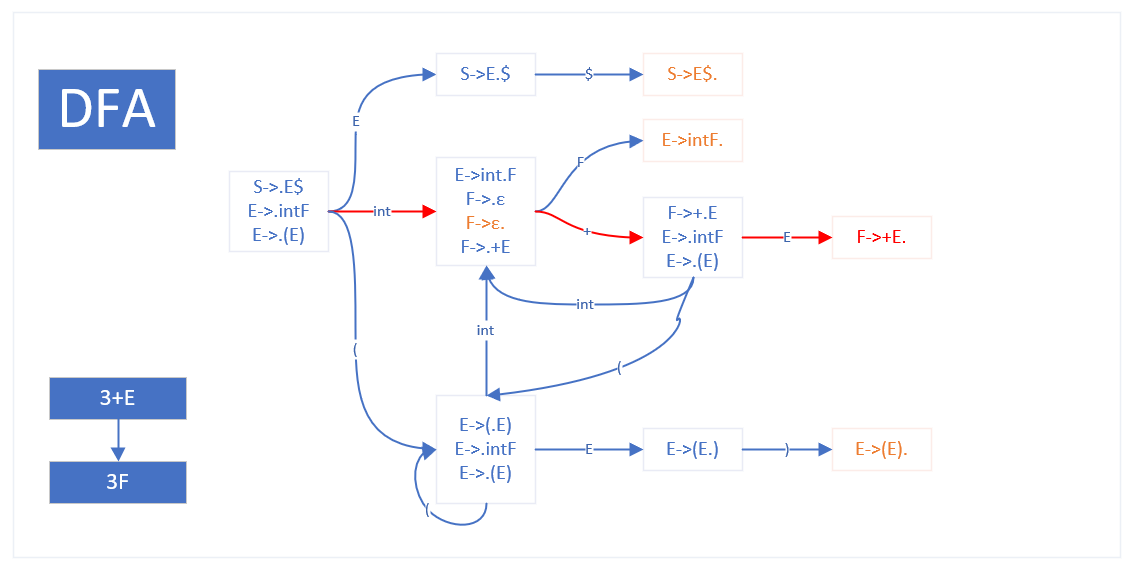 DFA
S->.E$
E->.intF
E->.(E)
E
int
(
S->E.$
$
S->E$.
E->int.F
F->.ε
F->ε.
F->.+E
F
E->intF.
+
F->+.E
E->.intF
E->.(E)
E
F->+E.
int
int
(
E->(.E)
E->.intF
E->.(E)
(
E
E->(E.)
)
E->(E).
3+E
3F